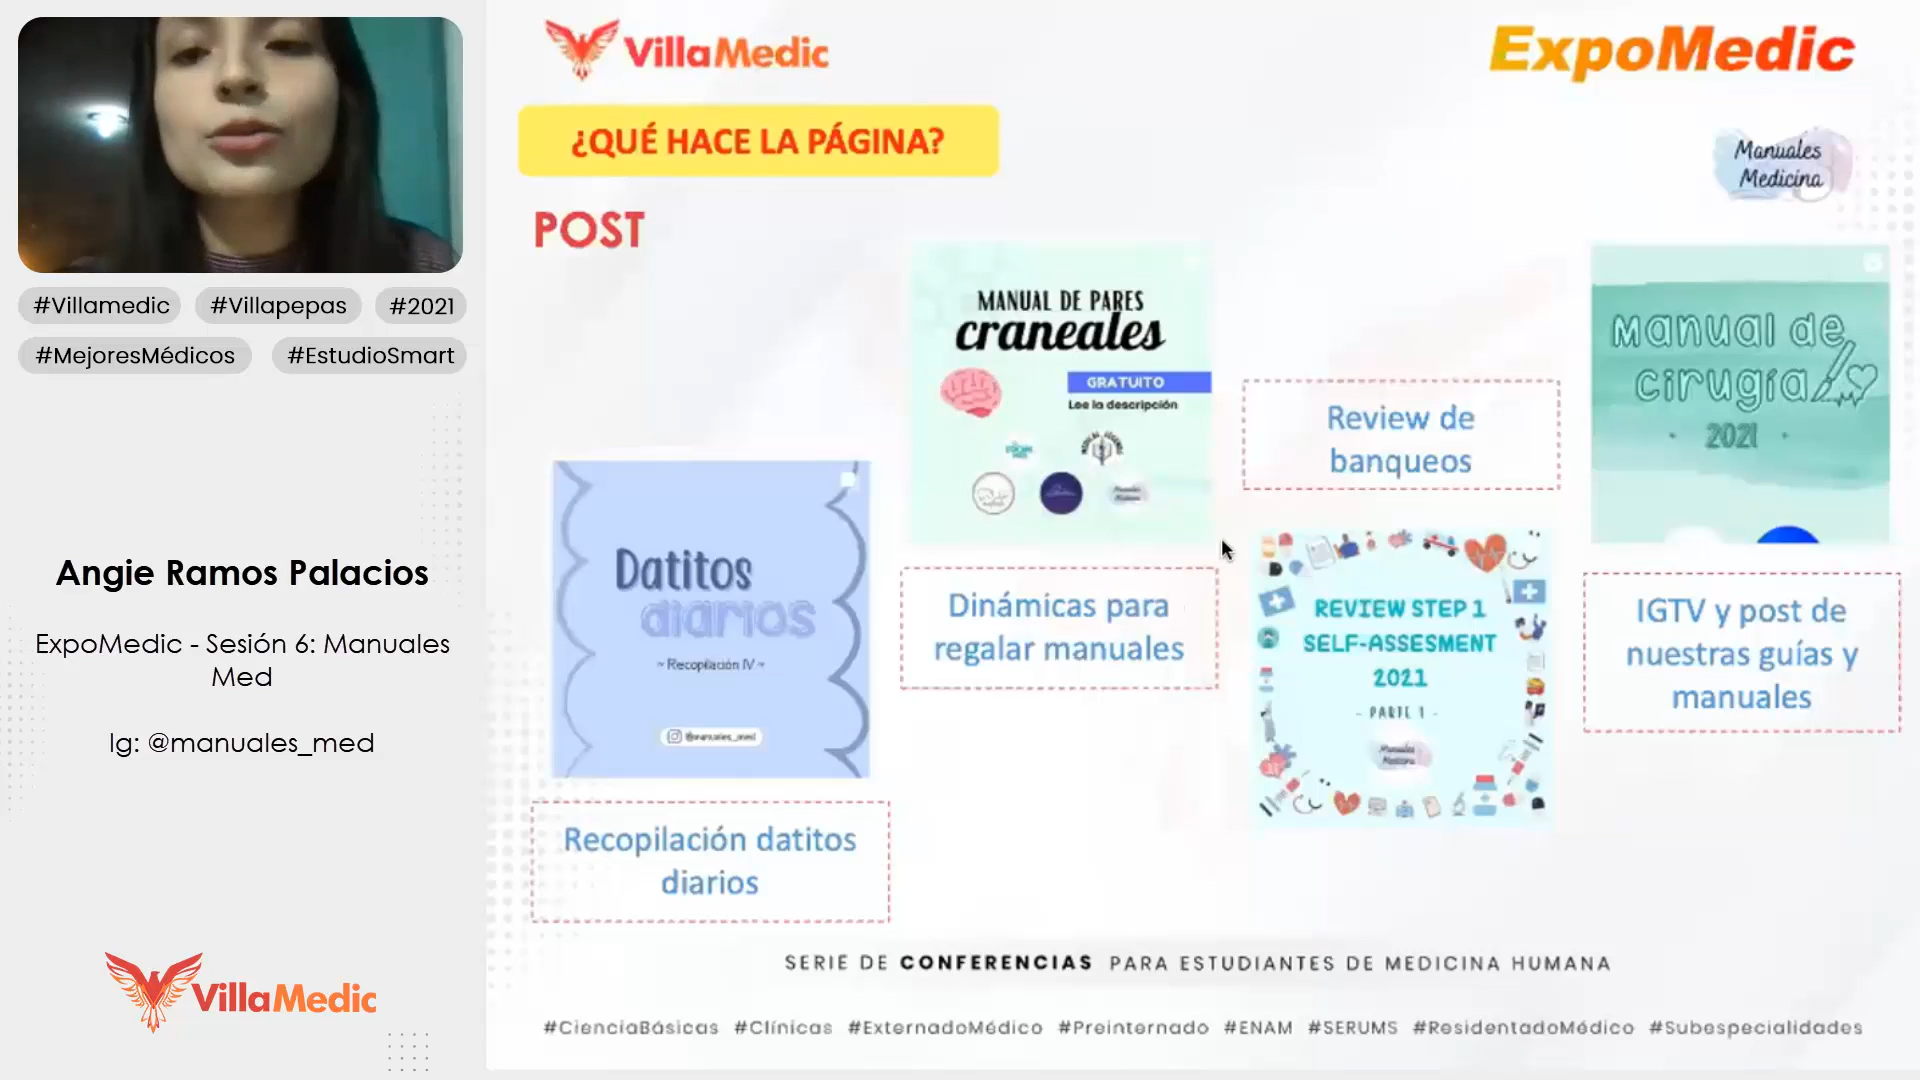 #Villamedic #Villapepas #2021
#MejoresMédicos #EstudioSmart
Angie Ramos Palacios
ExpoMedic - Sesión 6: Manuales
Med
Ig: @manuales_med
VillaMedic
VillaMedic
ExpoMedic
¿QUÉ HACE LA PÁGINA?
Manuales
Medicina
POST
Datitos
diarios
~ Recopilación IV ~
@manuales_med
Recopilación datitos
diarios
MANUAL DE PARES
craneales
GRATUITO
Lee la descripción
Dinámicas para
regalar manuales
Review de
banqueos
REVIEW STEP 1
SELF-ASSESMENT
2021
- PARTE 1 -
Manuales
Medicina
Manual de
cirugía
· 2021 ·
IGTV y post de
nuestras guías y
manuales
SERIE DE CONFERENCIAS PARA ESTUDIANTES DE MEDICINA HUMANA
#CienciaBásicas #Clínicas #ExternadoMédico #Preinternado #ENAM #SERUMS #ResidentadoMédico #Subespecialidades